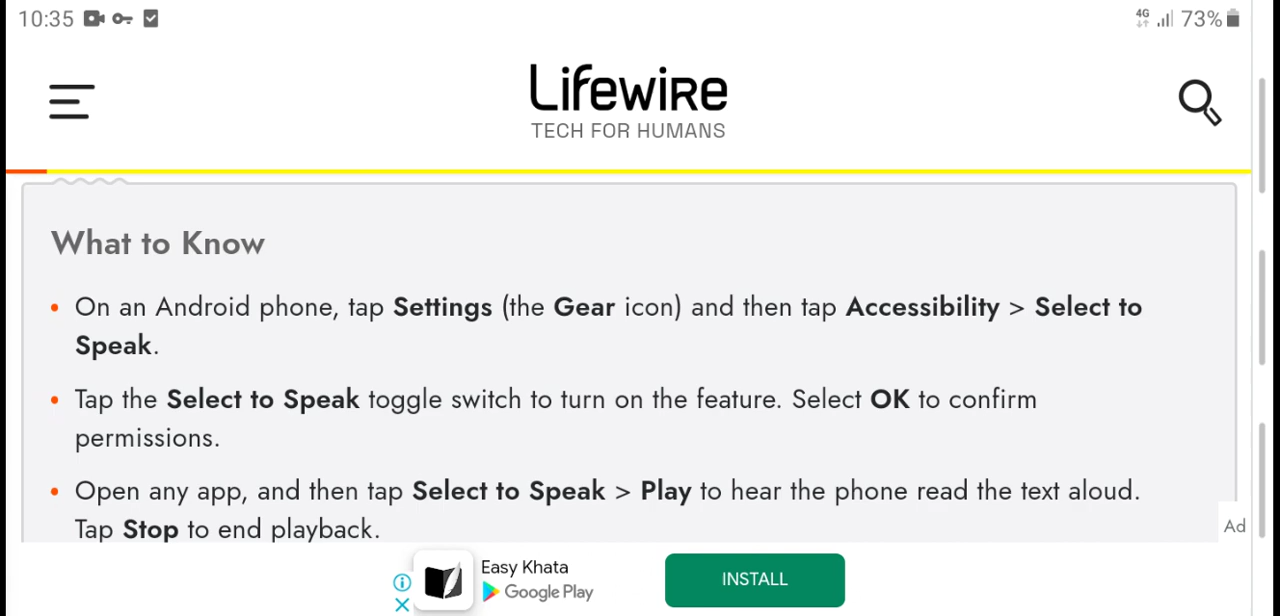 10:35
4G 73%
Lifewire
TECH FOR HUMANS
What to Know
• On an Android phone, tap Settings (the Gear icon) and then tap Accessibility > Select to
Speak.
• Tap the Select to Speak toggle switch to turn on the feature. Select OK to confirm
permissions.
• Open any app, and then tap Select to Speak > Play to hear the phone read the text aloud.
Tap Stop to end playback.
Ad
Easy Khata
Google Play
INSTALL